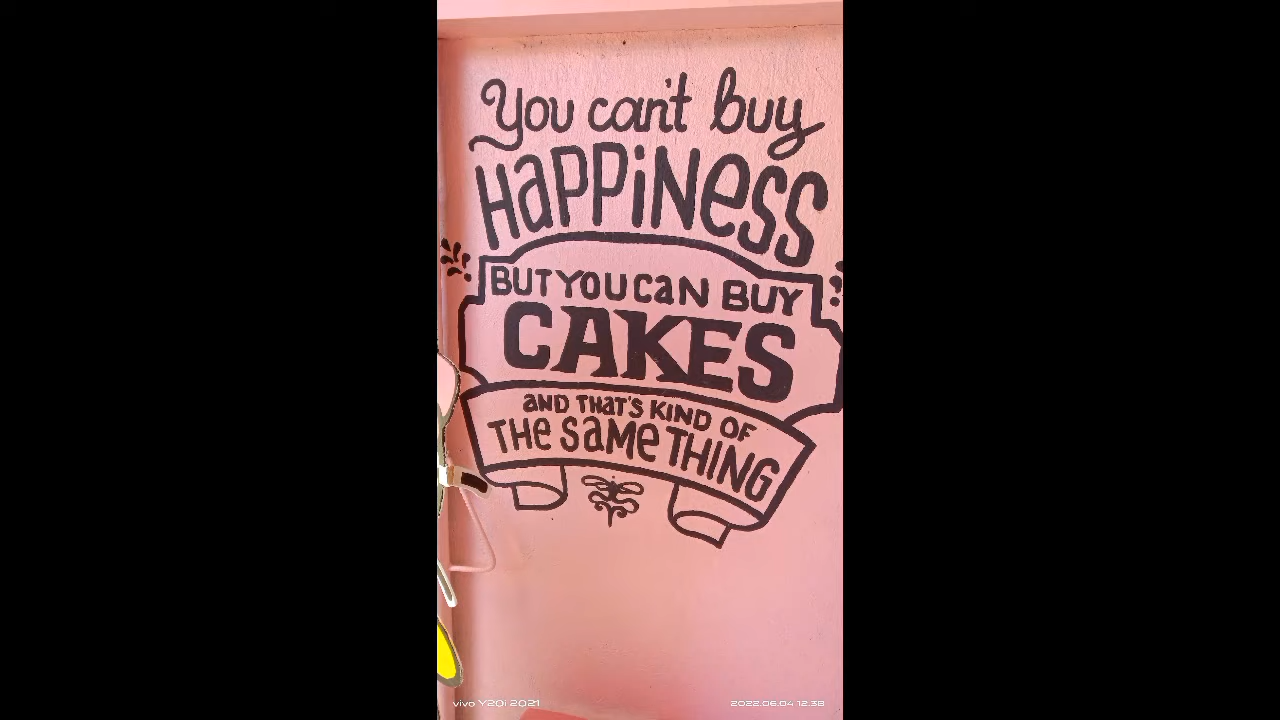 You can't buy
HaPPiNeSS
BUT YOU CaN BUY
CAKES
aND THaT'S KIND OF
THe SaMe THING
vivo Y20i 2021
2022.06.04 12:38